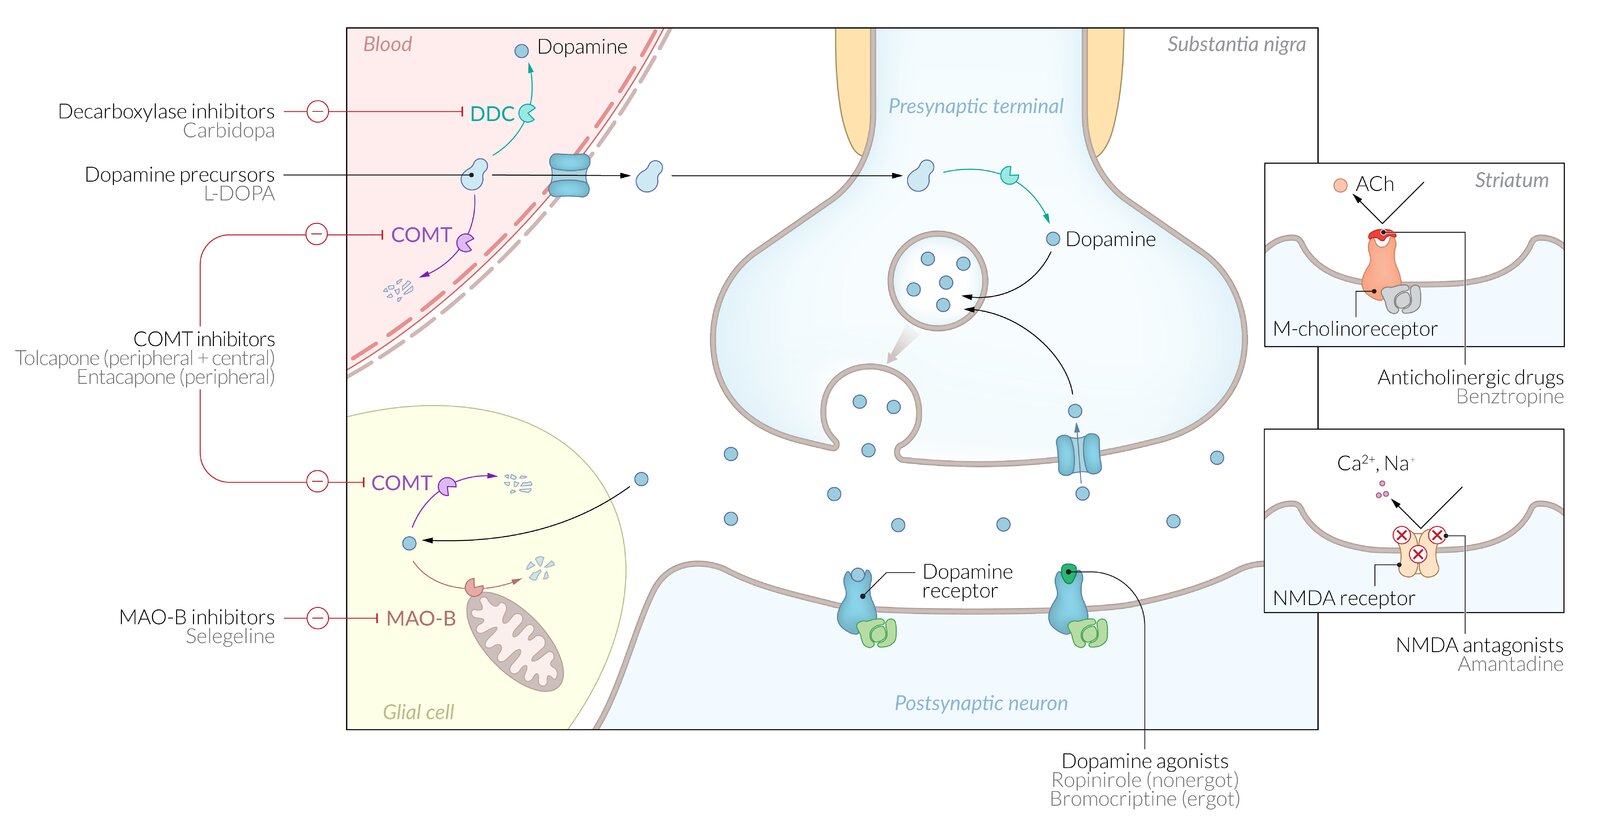 Blood
Dopamine
Substantia nigra
Decarboxylase inhibitors
Carbidopa
DDC
Presynaptic terminal
Dopamine precursors
L-DOPA
COMT
Dopamine
ACh
Striatum
M-cholinoreceptor
Anticholinergic drugs
Benztropine
COMT inhibitors
Tolcapone (peripheral + central)
Entacapone (peripheral)
COMT
Ca²⁺, Na⁺
NMDA receptor
NMDA antagonists
Amantadine
Dopamine
receptor
MAO-B inhibitors
Selegeline
MAO-B
Glial cell
Postsynaptic neuron
Dopamine agonists
Ropinirole (nonergot)
Bromocriptine (ergot)